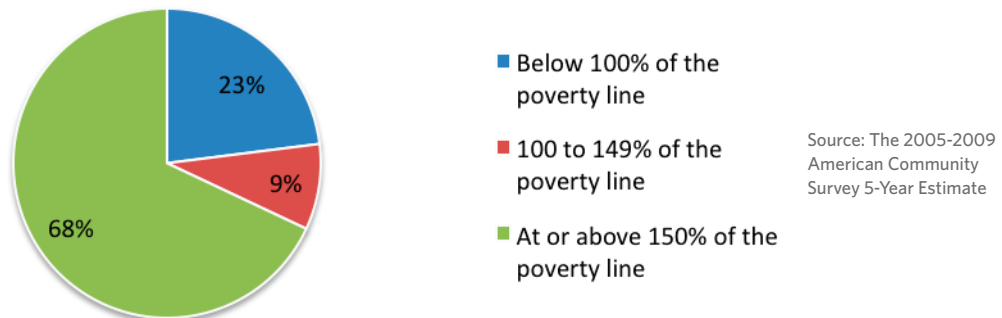 23%
9%
68%
Below 100% of the
poverty line
100 to 149% of the
poverty line
At or above 150% of the
poverty line
Source: The 2005-2009
American Community
Survey 5-Year Estimate